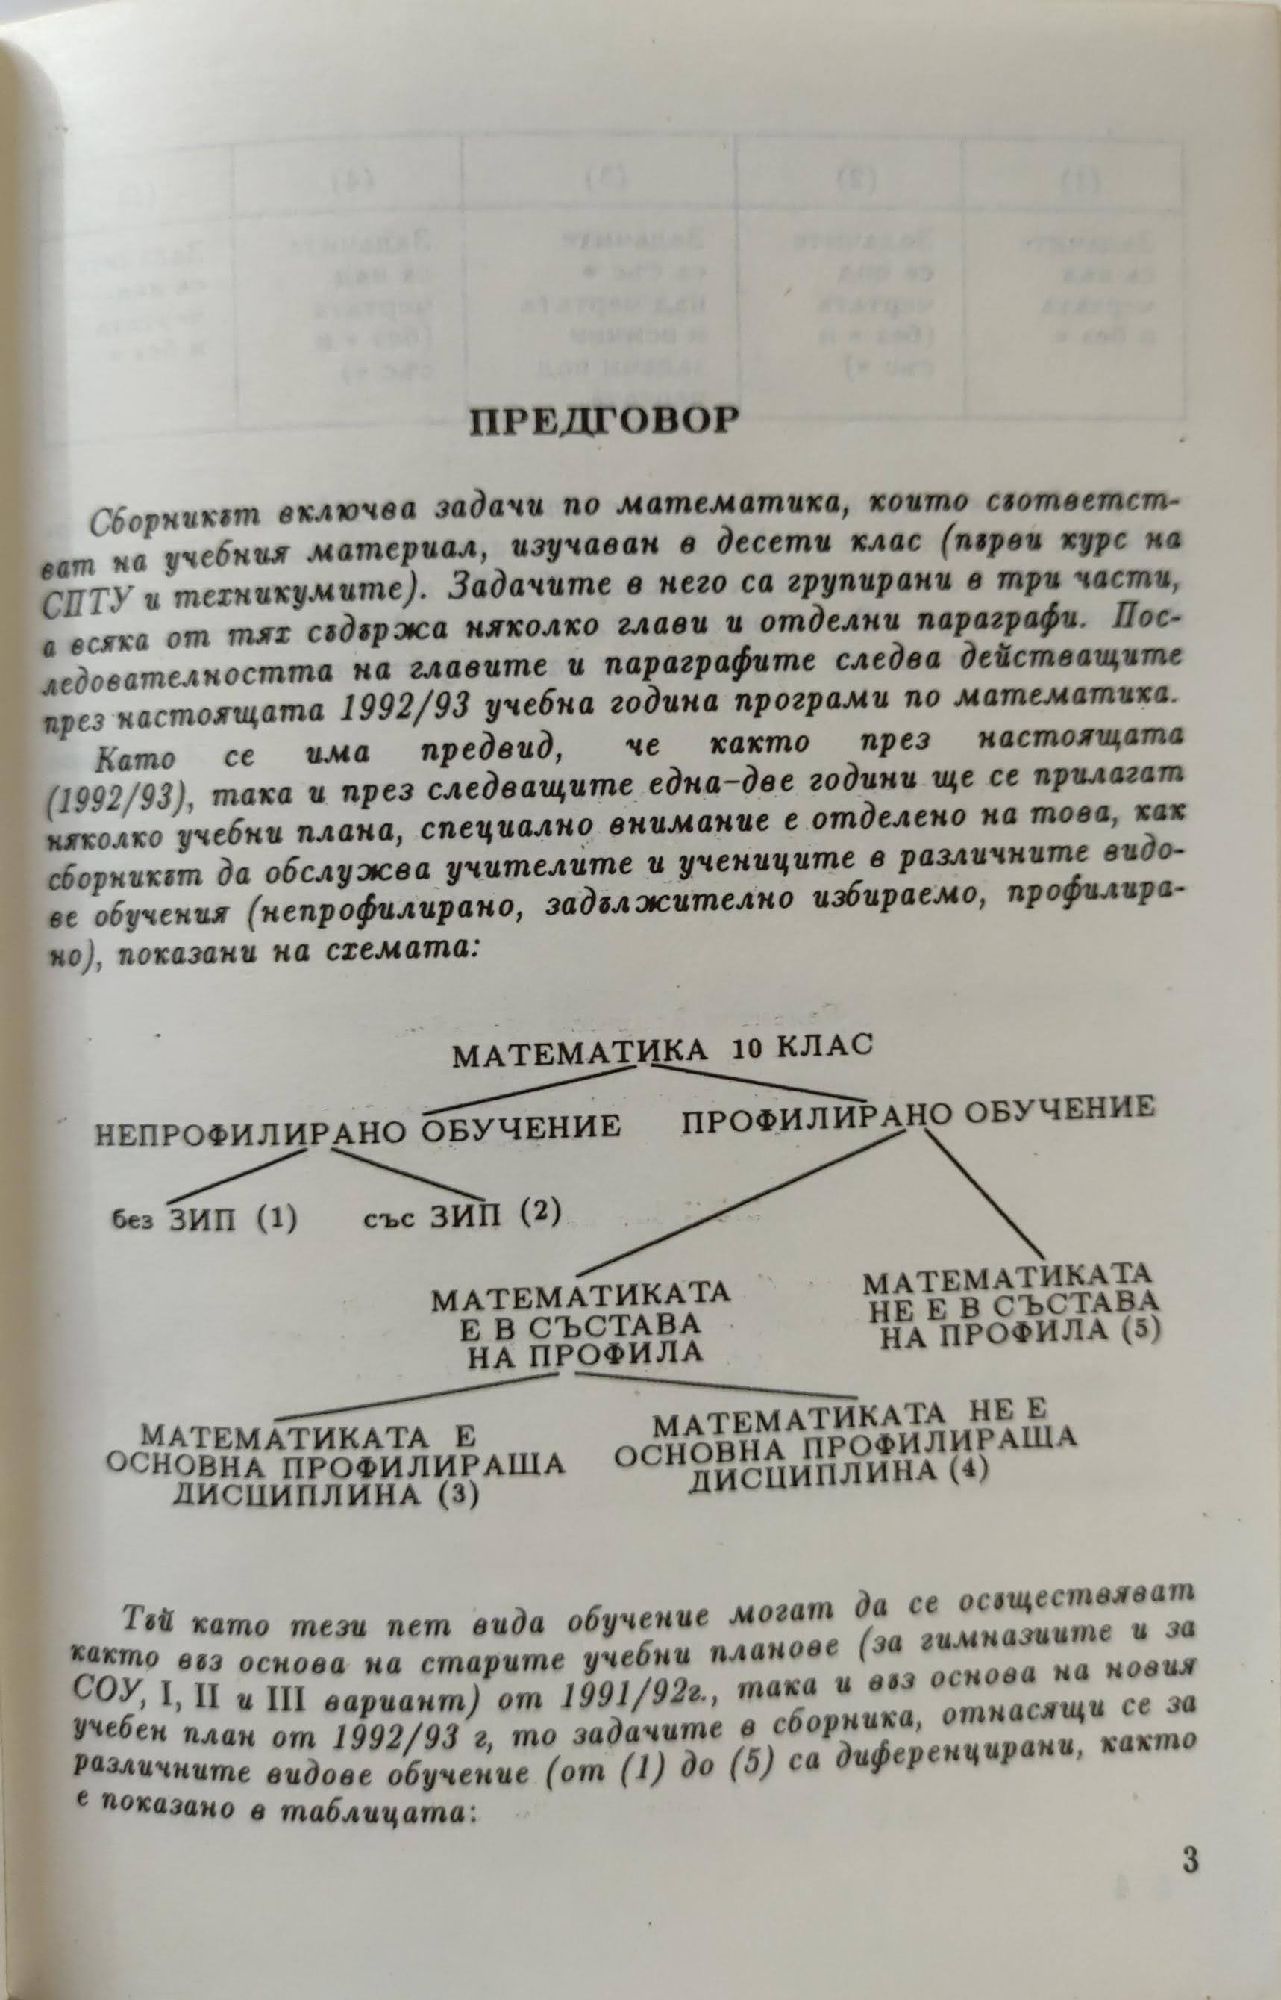 ПРЕДГОВОР
Сборникът включва задачи по математика, които съответст-
ват на учебния материал, изучаван в десети клас (първи курс на
СПТУ и техникумите). Задачите в него са групирани в три части,
а всяка от тях съдържа няколко глави и отделни параграфи. Пос-
ледователността на главите и параграфите следва действащите
през настоящата 1992/93 учебна година програми по математика.
Като се има предвид, че както през настоящата
(1992/93), така и през следващите една-две години ще се прилагат
няколко учебни плана, специално внимание е отделено на това, как
сборникът да обслужва учителите и учениците в различните видо-
ве обучения (непрофилирано, задължително избираемо, профилира-
но), показани на схемата:
МАТЕМАТИКА 10 КЛАС
НЕПРОФИЛИРАНО ОБУЧЕНИЕ ПРОФИЛИРАНО ОБУЧЕНИЕ
без ЗИП (1) със ЗИП (2)
МАТЕМАТИКАТА
Е В СЪСТАВА
НА ПРОФИЛА
МАТЕМАТИКАТА
НЕ Е В СЪСТАВА
НА ПРОФИЛА (5)
МАТЕМАТИКАТА Е
ОСНОВНА ПРОФИЛИРАЩА
ДИСЦИПЛИНА (3)
МАТЕМАТИКАТА НЕ Е
ОСНОВНА ПРОФИЛИРАЩА
ДИСЦИПЛИНА (4)
Тъй като тези пет вида обучение могат да се осъществяват
както въз основа на старите учебни планове (за гимназиите и за
СОУ, I, II и III вариант) от 1991/92г., така и въз основа на новия
учебен план от 1992/93 г, то задачите в сборника, отнасящи се за
различните видове обучение (от (1) до (5) са диференцирани, както
е показано в таблицата:
3